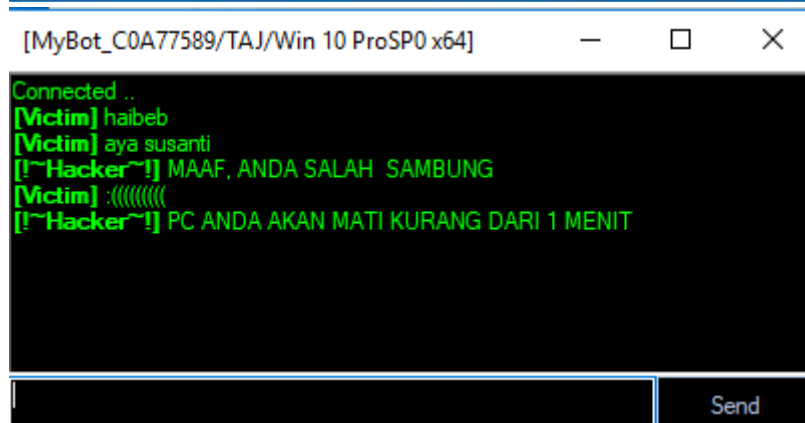 [MyBot_C0A77589/TAJ/Win 10 ProSP0 x64]
Connected ..
[Victim] haibeb
[Victim] aya susanti
[!~Hacker~!] MAAF, ANDA SALAH  SAMBUNG
[Victim] :(((((((((
[!~Hacker~!] PC ANDA AKAN MATI KURANG DARI 1 MENIT
Send